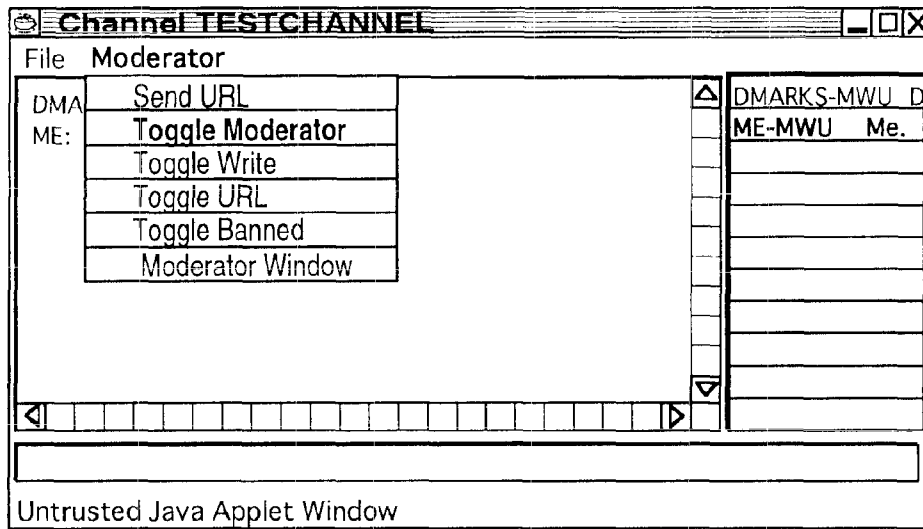 Channel TESTCHANNEL
File Moderator
DMA
ME:
Send URL
Toggle Moderator
Toggle Write
Toggle URL
Toggle Banned
Moderator Window
DMARKS-MWU D
ME-MWU Me.
Untrusted Java Applet Window